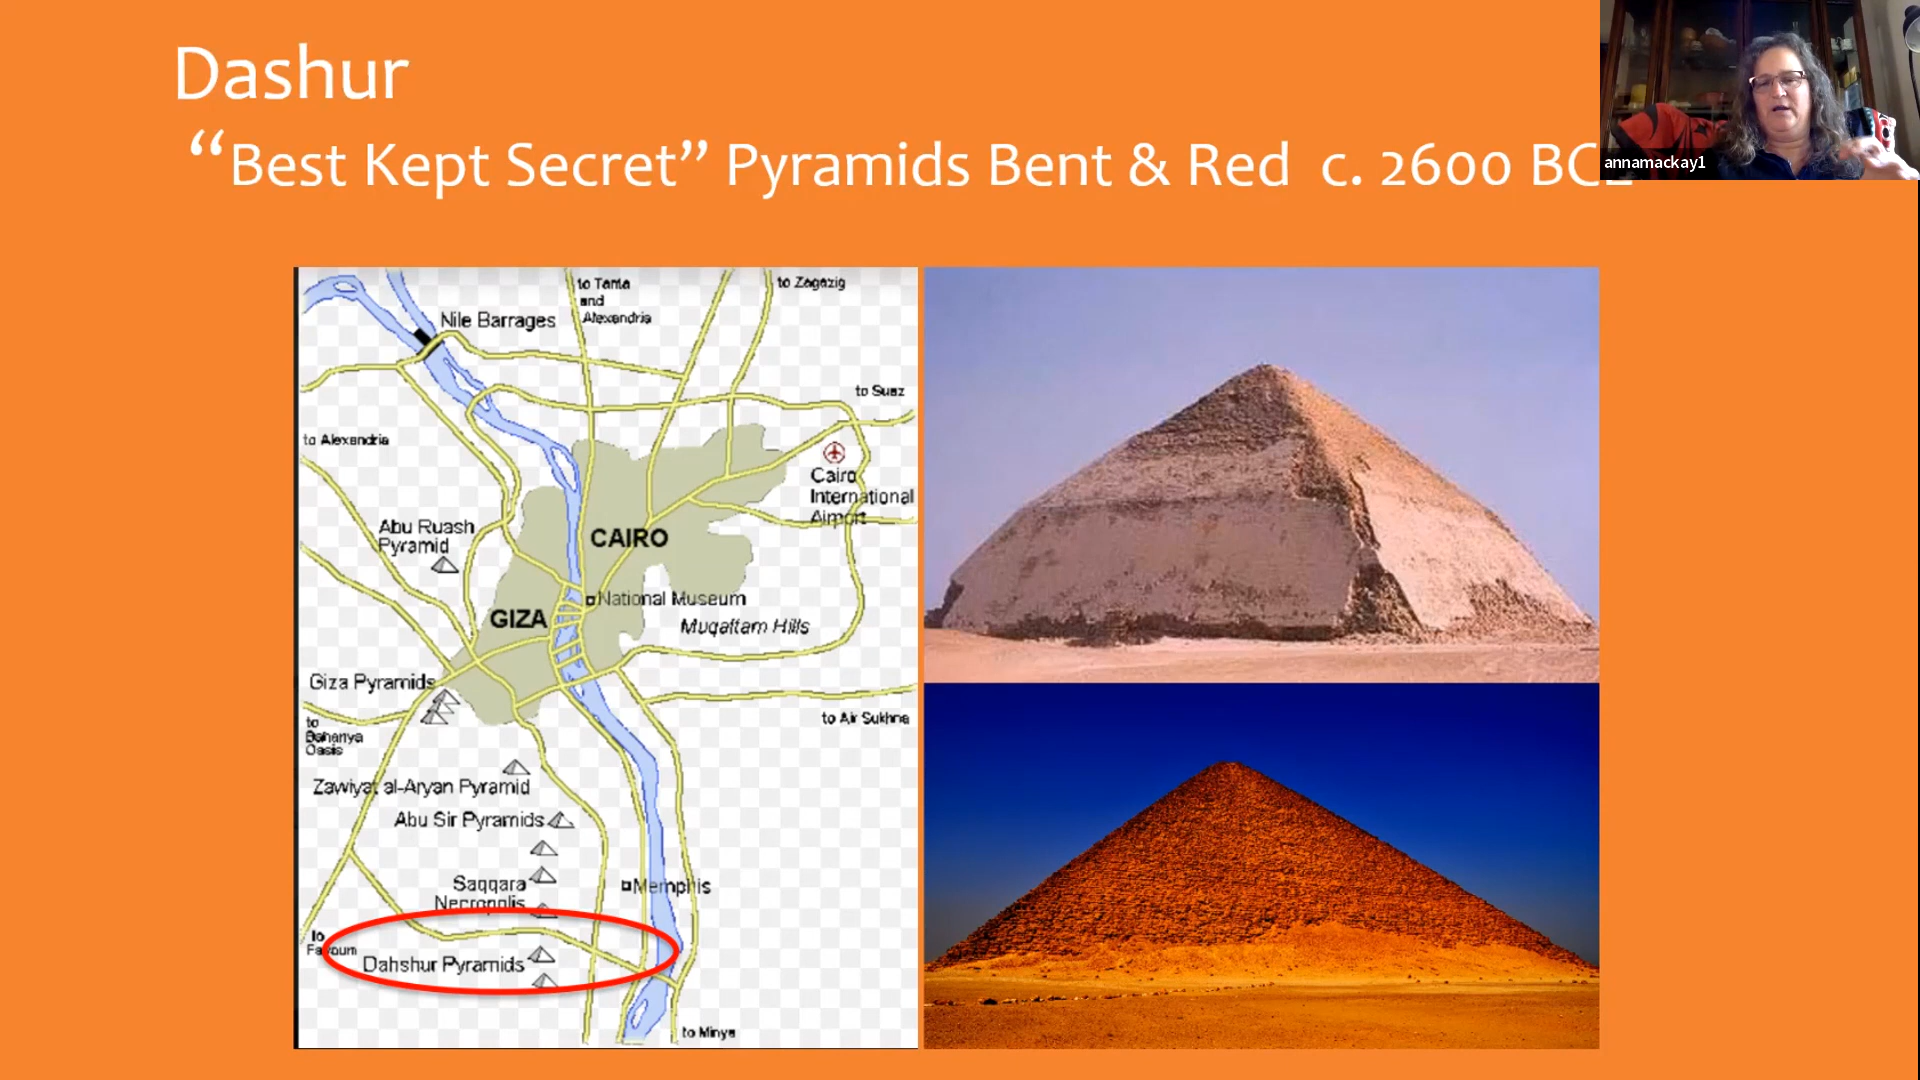 Dashur
“Best Kept Secret” Pyramids Bent & Red c. 2600 BCE
annamackay1
to Tanta
and
Alexandria
to Zagazig
Nile Barrages
to Suez
to Alexandria
Cairo
International
Airport
Abu Ruash
Pyramid
CAIRO
National Museum
GIZA
Muqattam Hills
Giza Pyramids
to
Bahariya
Oasis
to Air Sukhna
Zawiyat al-Aryan Pyramid
Abu Sir Pyramids
Saqqara
Necropolis
Memphis
to
Fayoum
Dahshur Pyramids
to Minya